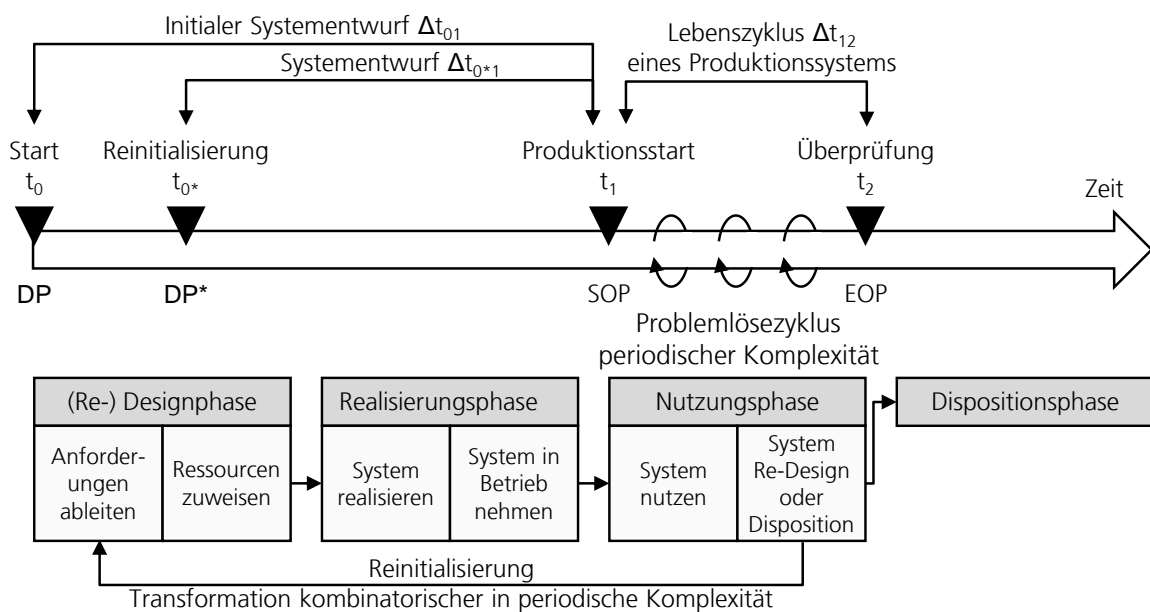 Initialer Systementwurf Δt01
Systementwurf Δt0*1
Lebenszyklus Δt12
eines Produktionssystems
Start
t0
Reinitialisierung
t0*
Produktionsstart
t1
Überprüfung
t2
Zeit
DP
DP*
SOP
EOP
Problemlösezyklus
periodischer Komplexität
(Re-) Designphase
Anforder-
ungen
ableiten
Ressourcen
zuweisen
Realisierungsphase
System
realisieren
System in
Betrieb
nehmen
Nutzungsphase
System
nutzen
System
Re-Design
oder
Disposition
Dispositionsphase
Reinitialisierung
Transformation kombinatorischer in periodische Komplexität